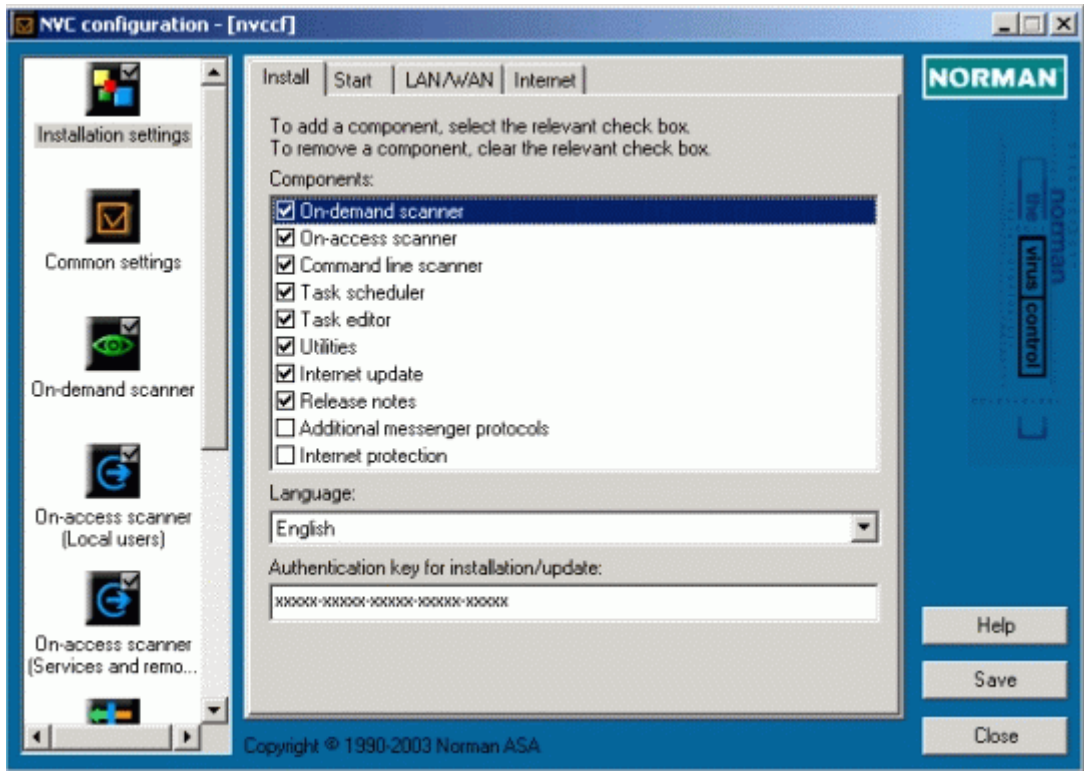 NVC configuration - [nvccf]
Installation settings
Common settings
On-demand scanner
On-access scanner
(Local users)
On-access scanner
(Services and remo...
Install
Start
LAN/WAN
Internet
To add a component, select the relevant check box.
To remove a component, clear the relevant check box.
Components:
On-demand scanner
On-access scanner
Command line scanner
Task scheduler
Task editor
Utilities
Internet update
Release notes
Additional messenger protocols
Internet protection
Language:
English
Authentication key for installation/update:
xxxxx-xxxxx-xxxxx-xxxxx-xxxxx
Copyright © 1990-2003 Norman ASA
NORMAN
norman
the virus control
Help
Save
Close